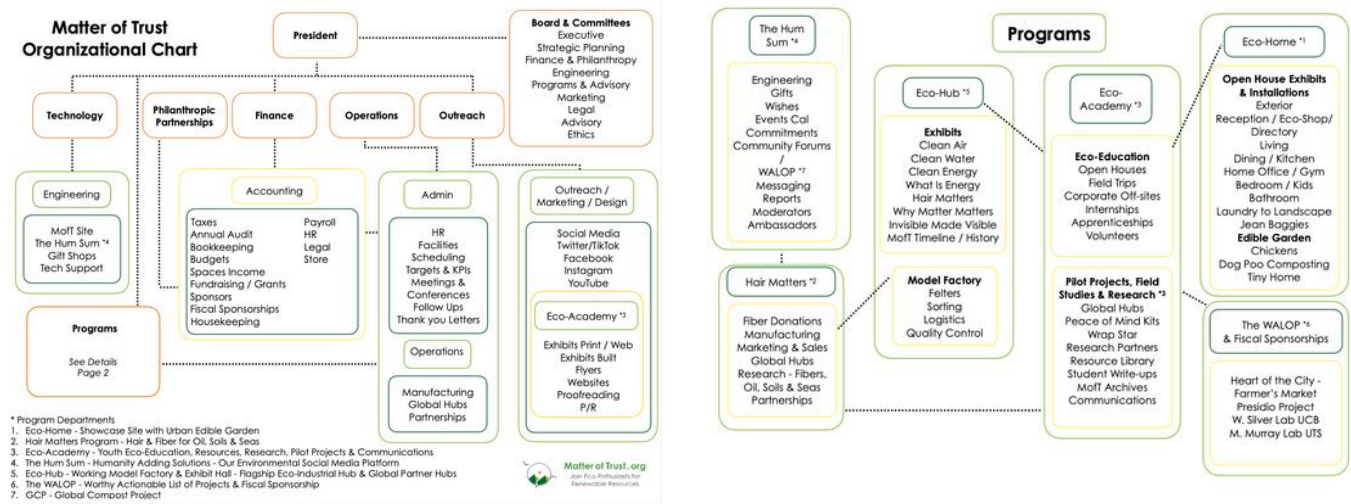 Matter of Trust
Organizational Chart
President
Board & Committees
Executive
Strategic Planning
Finance & Philanthropy
Engineering
Programs & Advisory
Marketing
Legal
Advisory
Ethics
Technology
Philanthropic
Partnerships
Finance
Operations
Outreach
Engineering
MofT Site
The Hum Sum *4
Gift Shops
Tech Support
Accounting
Taxes
Annual Audit
Bookkeeping
Budgets
Spaces Income
Fundraising / Grants
Sponsors
Fiscal Sponsorships
Housekeeping
Payroll
HR
Legal
Store
Admin
HR
Facilities
Scheduling
Targets & KPIs
Meetings &
Conferences
Follow Ups
Thank you Letters
Operations
Manufacturing
Global Hubs
Partnerships
Outreach /
Marketing / Design
Social Media
Twitter/TikTok
Facebook
Instagram
YouTube
Eco-Academy *3
Exhibits Print / Web
Exhibits Built
Flyers
Websites
Proofreading
P/R
Programs
See Details
Page 2
* Program Departments
1. Eco-Home - Showcase Site with Urban Edible Garden
2. Hair Matters Program - Hair & Fiber for Oil, Soils & Seas
3. Eco-Academy - Youth Eco-Education, Resources, Research, Pilot Projects & Communications
4. The Hum Sum - Humanity Adding Solutions - Our Environmental Social Media Platform
5. Eco-Hub - Working Model Factory & Exhibit Hall - Flagship Eco-Industrial Hub & Global Partner Hubs
6. The WALOP - Worthy Actionable List of Projects & Fiscal Sponsorship
7. GCP - Global Compost Project
Matter of Trust.org
Join Eco-Enthusiasts for
Renewable Resources
Programs
The Hum
Sum *4
Engineering
Gifts
Wishes
Events Cal
Commitments
Community Forums
/
WALOP *7
Messaging
Reports
Moderators
Ambassadors
Hair Matters *2
Fiber Donations
Manufacturing
Marketing & Sales
Global Hubs
Research - Fibers,
Oil, Soils & Seas
Partnerships
Eco-Hub *5
Exhibits
Clean Air
Clean Water
Clean Energy
What Is Energy
Hair Matters
Why Matter Matters
Invisible Made Visible
MofT Timeline / History
Model Factory
Felters
Sorting
Logistics
Quality Control
Eco-
Academy *3
Eco-Education
Open Houses
Field Trips
Corporate Off-sites
Internships
Apprenticeships
Volunteers
Pilot Projects, Field
Studies & Research *3
Global Hubs
Peace of Mind Kits
Wrap Star
Research Partners
Resource Library
Student Write-ups
MofT Archives
Communications
Eco-Home *1
Open House Exhibits
& Installations
Exterior
Reception / Eco-Shop/
Directory
Living
Dining / Kitchen
Home Office / Gym
Bedroom / Kids
Bathroom
Laundry to Landscape
Jean Baggies
Edible Garden
Chickens
Dog Poo Composting
Tiny Home
The WALOP *6
& Fiscal Sponsorships
Heart of the City -
Farmer's Market
Presidio Project
W. Silver Lab UCB
M. Murray Lab UTS